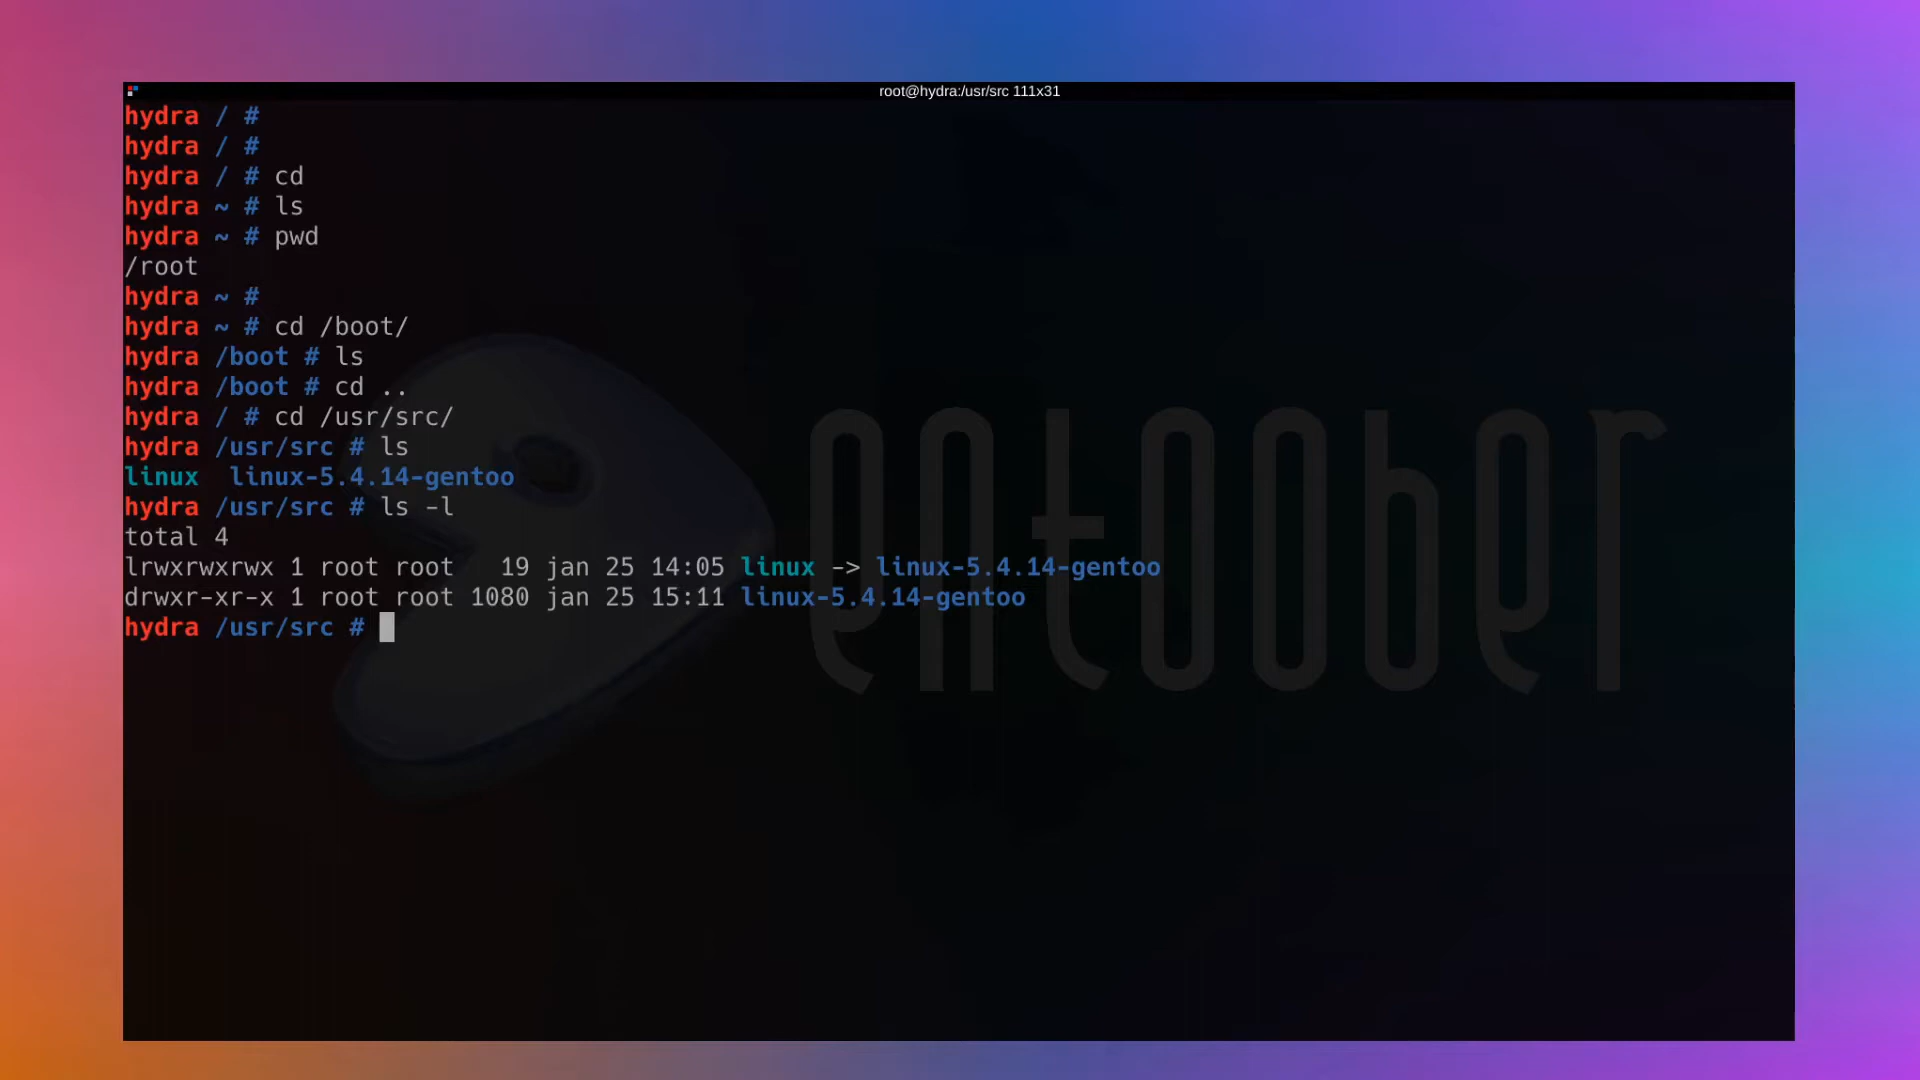 root@hydra:/usr/src 111x31
hydra / #
hydra / #
hydra / # cd
hydra ~ # ls
hydra ~ # pwd
/root
hydra ~ #
hydra ~ # cd /boot/
hydra /boot # ls
hydra /boot # cd ..
hydra / # cd /usr/src/
hydra /usr/src # ls
linux  linux-5.4.14-gentoo
hydra /usr/src # ls -l
total 4
lrwxrwxrwx 1 root root   19 jan 25 14:05 linux -> linux-5.4.14-gentoo
drwxr-xr-x 1 root root 1080 jan 25 15:11 linux-5.4.14-gentoo
hydra /usr/src #
entoober